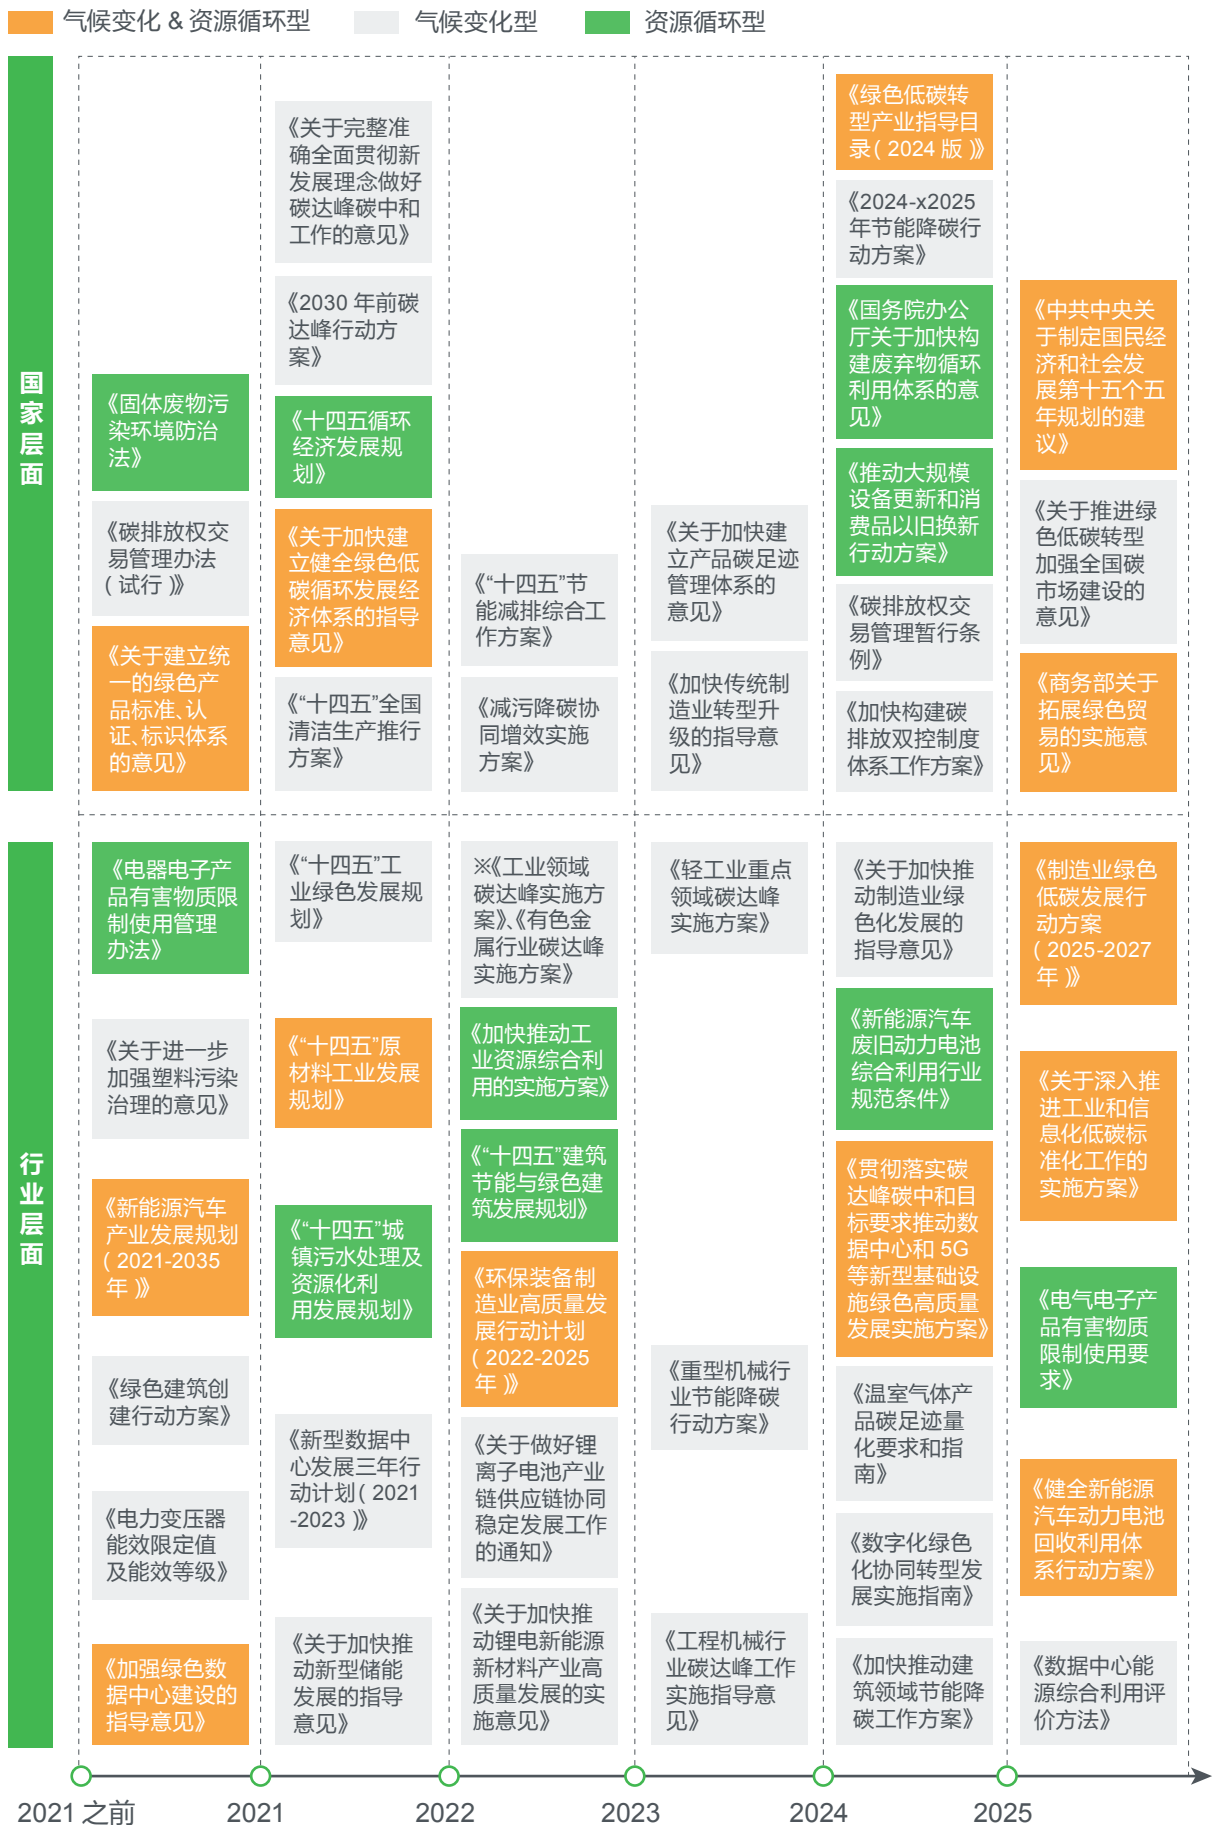 气候变化 & 资源循环型
气候变化型
资源循环型
国家层面
《固体废物污
染环境防治
法》
《碳排放权交
易管理办法
( 试行 )》
《关于建立统
一的绿色产
品标准、认
证、标识体系
的意见》
《关于完整准
确全面贯彻新
发展理念做好
碳达峰碳中和
工作的意见》
《2030 年前碳
达峰行动方
案》
《十四五循环
经济发展规
划》
《关于加快建
立健全绿色低
碳循环发展经
济体系的指导
意见》
《“十四五”全国
清洁生产推行
方案》
《“十四五”节
能减排综合工
作方案》
《减污降碳协
同增效实施
方案》
《关于加快建
立产品碳足迹
管理体系的
意见》
《加快传统制
造业转型升
级的指导意
见》
《绿色低碳转
型产业指导目
录( 2024 版 )》
《2024-x2025
年节能降碳行
动方案》
《国务院办公
厅关于加快构
建废弃物循环
利用体系的意
见》
《推动大规模
设备更新和消
费品以旧换新
行动方案》
《碳排放权交
易管理暂行条
例》
《加快构建碳
排放双控制度
体系工作方案》
《中共中央关
于制定国民经
济和社会发
展第十五个五
年规划的建
议》
《关于推进绿
色低碳转型
加强全国碳
市场建设的
意见》
《商务部关于
拓展绿色贸
易的实施意
见》
行业层面
《电器电子产
品有害物质限
制使用管理
办法》
《关于进一步
加强塑料污染
治理的意见》
《新能源汽车
产业发展规划
( 2021-2035
年 )》
《绿色建筑创
建行动方案》
《电力变压器
能效限定值
及能效等级》
《加强绿色数
据中心建设的
指导意见》
《“十四五”工
业绿色发展规
划》
《“十四五”原
材料工业发展
规划》
《“十四五”城
镇污水处理及
资源化利
用发展规划》
《新型数据中
心发展三年行
动计划( 2021
-2023 )》
《关于加快推
动新型储能
发展的指导
意见》
※《工业领域
碳达峰实施方
案》、《有色金
属行业碳达峰
实施方案》
《加快推动工
业资源综合利
用的实施方案》
《“十四五”建筑
节能与绿色建
筑发展规划》
《环保装备制
造业高质量发
展行动计划
( 2022-2025
年 )》
《关于做好锂
离子电池产业
链供应链协同
稳定发展工作
的通知》
《关于加快推
动锂电新能源
新材料产业高
质量发展的实
施意见》
《轻工业重点
领域碳达峰
实施方案》
《重型机械行
业节能降碳
行动方案》
《工程机械行
业碳达峰工作
实施指导意
见》
《关于加快推
动制造业绿
色化发展的
指导意见》
《新能源汽车
废旧动力电池
综合利用行业
规范条件》
《贯彻落实碳
达峰碳中和目
标要求推动数
据中心和 5G
等新型基础设
施绿色高质量
发展实施方案》
《温室气体产
品碳足迹量
化要求和指
南》
《数字化绿色
化协同转型发
展实施指南》
《加快推动建
筑领域节能降
碳工作方案》
《制造业绿色
低碳发展行
动方案
( 2025-2027
年 )》
《关于深入推
进工业和信
息化低碳标
准化工作的
实施方案》
《电气电子产
品有害物质
限制使用要
求》
《健全新能源
汽车动力电池
回收利用体
系行动方案》
《数据中心能
源综合利用评
价方法》
2021 之前
2021
2022
2023
2024
2025